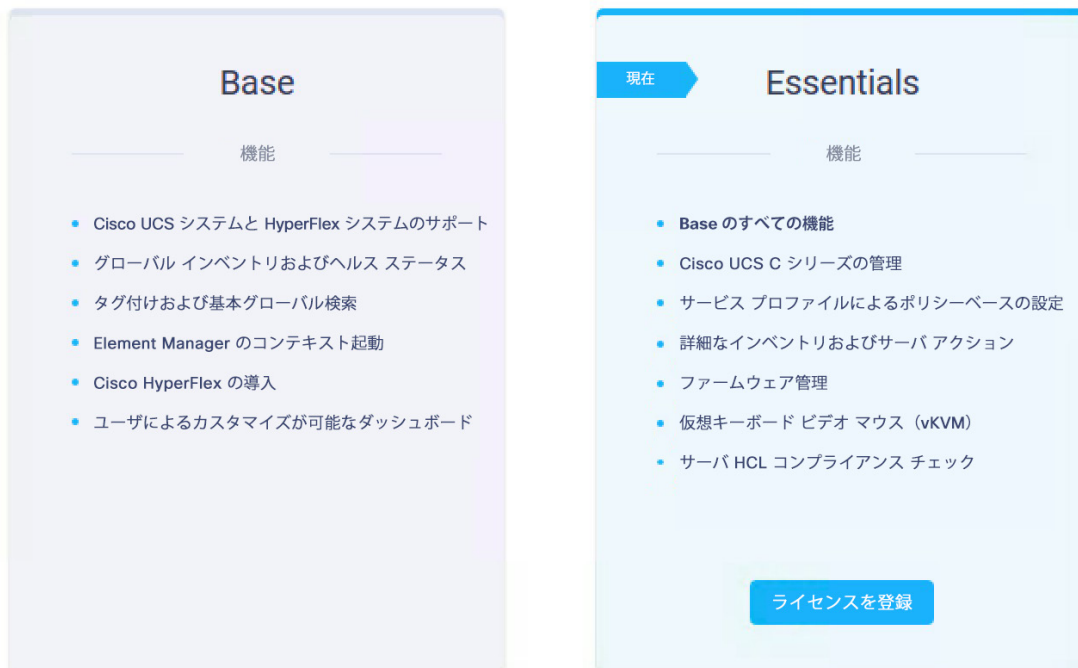 Base
機能
Cisco UCS システムと HyperFlex システムのサポート
グローバル インベントリおよびヘルス ステータス
タグ付けおよび基本グローバル検索
Element Manager のコンテキスト起動
Cisco HyperFlex の導入
ユーザによるカスタマイズが可能なダッシュボード
現在
Essentials
機能
Base のすべての機能
Cisco UCS C シリーズの管理
サービス プロファイルによるポリシーベースの設定
詳細なインベントリおよびサーバ アクション
ファームウェア管理
仮想キーボード ビデオ マウス（vKVM）
サーバ HCL コンプライアンス チェック
ライセンスを登録